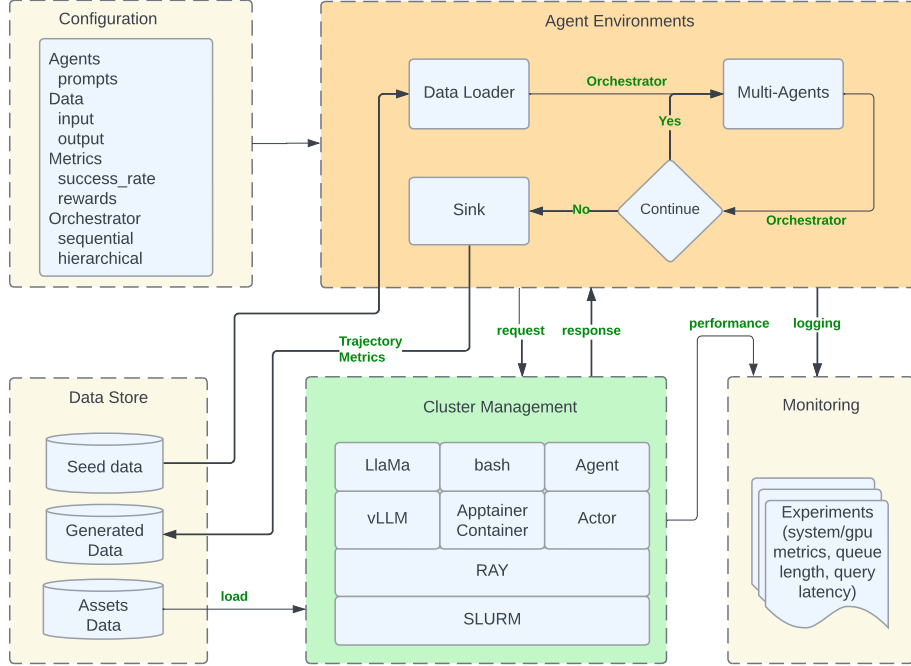 Configuration
Agents
prompts
Data
input
output
Metrics
success_rate
rewards
Orchestrator
sequential
hierarchical
Agent Environments
Data Loader
Orchestrator
Multi-Agents
Yes
Sink
No
Continue
Orchestrator
Trajectory
Metrics
request
response
performance
logging
Data Store
Seed data
Generated
Data
Assets
Data
load
Cluster Management
LlaMa
bash
Agent
vLLM
Apptainer
Container
Actor
RAY
SLURM
Monitoring
Experiments
(system/gpu
metrics, queue
length, query
latency)